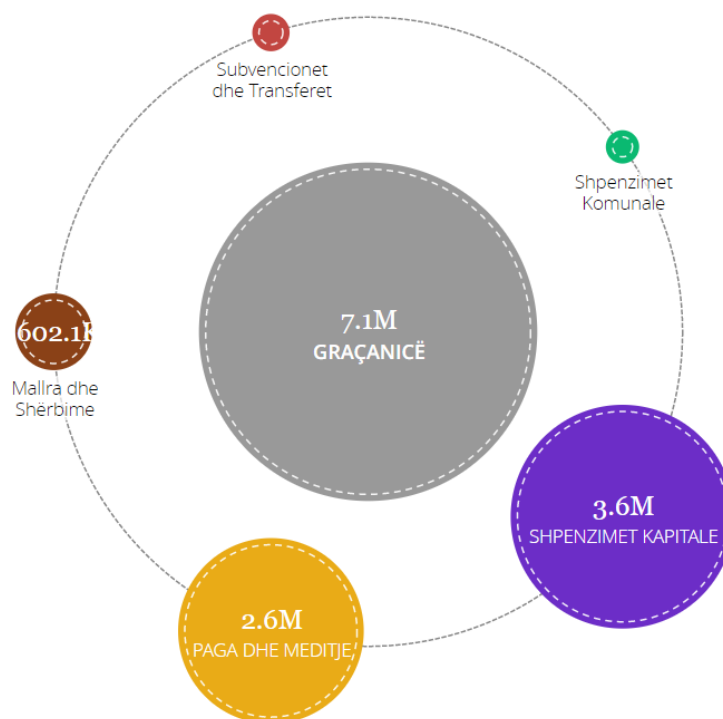 Subvencionet
dhe Transferet
Shpenzimet
Komunale
7.1M
GRAÇANICË
602.1K
Mallra dhe
Shërbime
3.6M
SHPENZIMET KAPITALE
2.6M
PAGA DHE MEDITJE